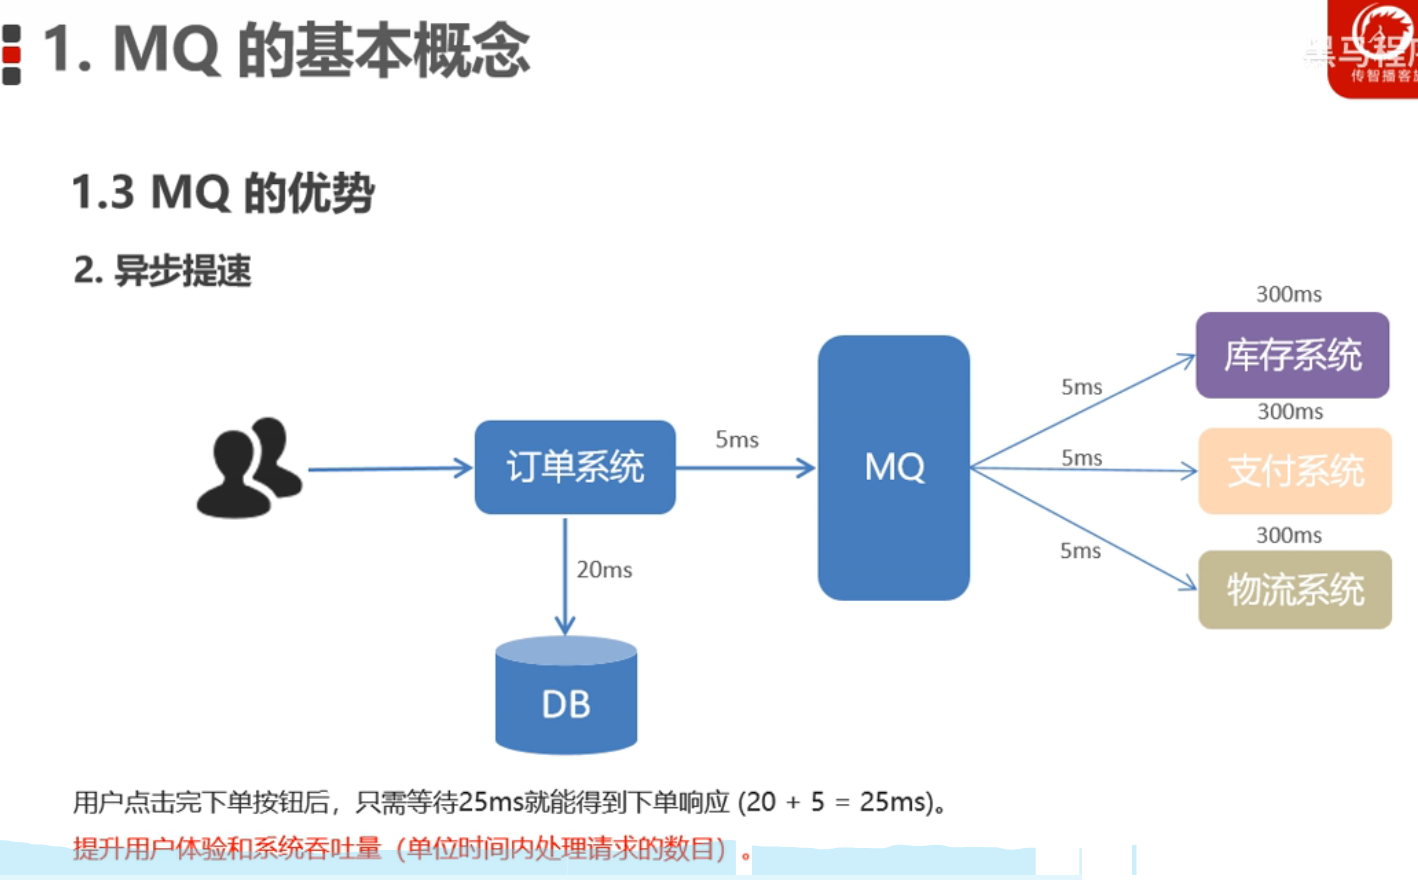 1. MQ 的基本概念
黑马程序
传智播客旗
1.3 MQ 的优势
2. 异步提速
300ms
库存系统
5ms
300ms
5ms
订单系统
MQ
5ms
支付系统
300ms
5ms
20ms
物流系统
DB
用户点击完下单按钮后，只需等待25ms就能得到下单响应 (20 + 5 = 25ms)。
提升用户体验和系统吞吐量（单位时间内处理请求的数目）。